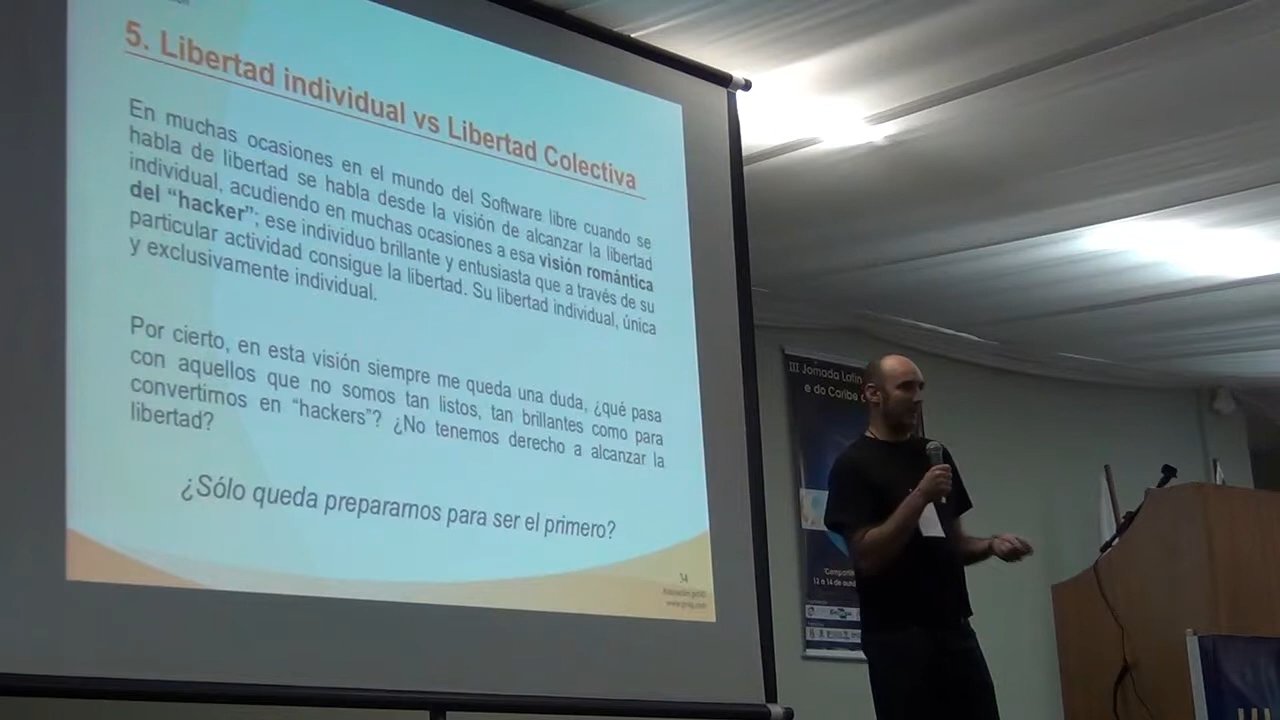 5. Libertad individual vs Libertad Colectiva
En muchas ocasiones en el mundo del Software libre cuando se
habla de libertad se habla desde la visión de alcanzar la libertad
individual, acudiendo en muchas ocasiones a esa visión romántica
del “hacker”; ese individuo brillante y entusiasta que a través de su
particular actividad consigue la libertad. Su libertad individual, única
y exclusivamente individual.
Por cierto, en esta visión siempre me queda una duda, ¿qué pasa
con aquellos que no somos tan listos, tan brillantes como para
convertirnos en “hackers”? ¿No tenemos derecho a alcanzar la
libertad?
¿Sólo queda prepararnos para ser el primero?
34
III Jornada Latin
e do Caribe
Embrapa